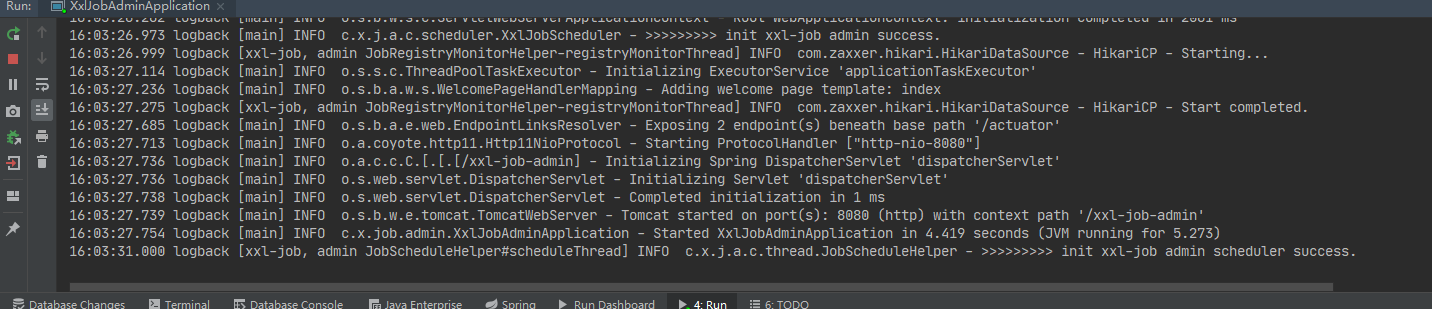 Run: XxlJobAdminApplication ×
16:03:26.262 logback [main] INFO  o.s.b.w.s.c.ServletWebServerApplicationContext - Root WebApplicationContext: initialization completed in 2001 ms
16:03:26.973 logback [main] INFO  c.x.j.a.c.scheduler.XxlJobScheduler - >>>>>>>>> init xxl-job admin success.
16:03:26.999 logback [xxl-job, admin JobRegistryMonitorHelper-registryMonitorThread] INFO  com.zaxxer.hikari.HikariDataSource - HikariCP - Starting...
16:03:27.114 logback [main] INFO  o.s.s.c.ThreadPoolTaskExecutor - Initializing ExecutorService 'applicationTaskExecutor'
16:03:27.236 logback [main] INFO  o.s.b.a.w.s.WelcomePageHandlerMapping - Adding welcome page template: index
16:03:27.275 logback [xxl-job, admin JobRegistryMonitorHelper-registryMonitorThread] INFO  com.zaxxer.hikari.HikariDataSource - HikariCP - Start completed.
16:03:27.685 logback [main] INFO  o.s.b.a.e.web.EndpointLinksResolver - Exposing 2 endpoint(s) beneath base path '/actuator'
16:03:27.713 logback [main] INFO  o.a.coyote.http11.Http11NioProtocol - Starting ProtocolHandler ["http-nio-8080"]
16:03:27.736 logback [main] INFO  o.a.c.c.C.[.[.[/xxl-job-admin] - Initializing Spring DispatcherServlet 'dispatcherServlet'
16:03:27.736 logback [main] INFO  o.s.web.servlet.DispatcherServlet - Initializing Servlet 'dispatcherServlet'
16:03:27.738 logback [main] INFO  o.s.web.servlet.DispatcherServlet - Completed initialization in 1 ms
16:03:27.739 logback [main] INFO  o.s.b.w.e.tomcat.TomcatWebServer - Tomcat started on port(s): 8080 (http) with context path '/xxl-job-admin'
16:03:27.754 logback [main] INFO  c.x.job.admin.XxlJobAdminApplication - Started XxlJobAdminApplication in 4.419 seconds (JVM running for 5.273)
16:03:31.000 logback [xxl-job, admin JobScheduleHelper#scheduleThread] INFO  c.x.j.a.c.thread.JobScheduleHelper - >>>>>>>>> init xxl-job admin scheduler success.
Database Changes Terminal Database Console Java Enterprise Spring Run Dashboard 4: Run 6: TODO